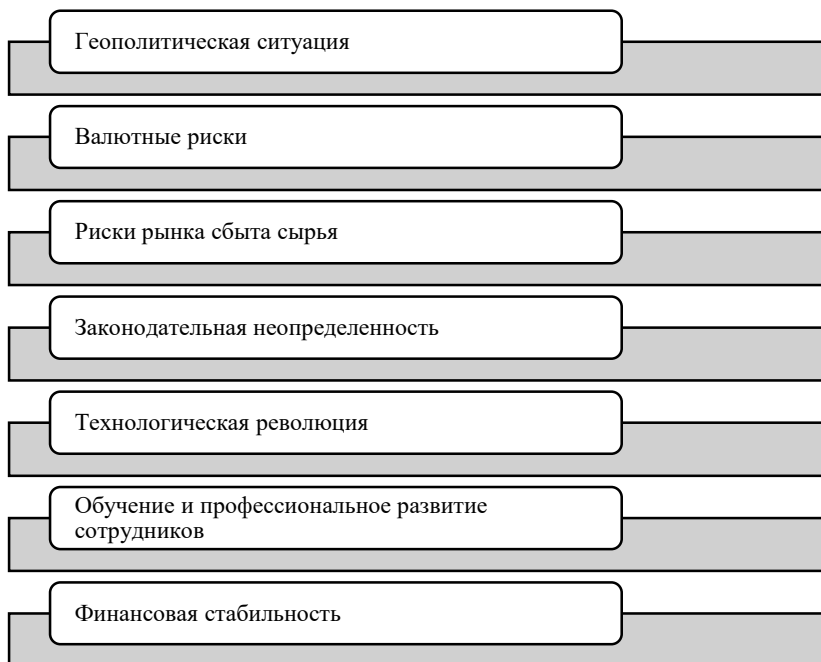 Геополитическая ситуация
Валютные риски
Риски рынка сбыта сырья
Законодательная неопределенность
Технологическая революция
Обучение и профессиональное развитие
сотрудников
Финансовая стабильность